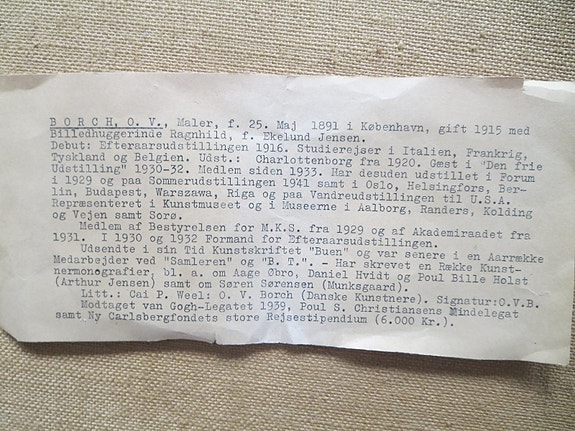 BORCH, O. V., Maler, f. 25. Maj 1891 i København, gift 1915 med
Billedhuggerinde Ragnhild, f. Ekelund Jensen.
Debut: Efteraarsudstillingen 1916. Studierejser i Italien, Frankrig,
Tyskland og Belgien. Udst.: Charlottenborg fra 1920. Gæst i "Den frie
Udstilling" 1930-32. Medlem siden 1933. Har desuden udstillet i Forum
i 1929 og paa Sommerudstillingen 1941 samt i Oslo, Helsingfors, Ber-
lin, Budapest, Warszawa, Riga og paa Vandreudstillingen til U.S.A.
Repræsenteret i Kunstmuseet og i Museerne i Aalborg, Randers, Kolding
og Vejen samt Sorø.
Medlem af Bestyrelsen for M.K.S. fra 1929 og af Akademiraadet fra
1931. I 1930 og 1932 Formand for Efteraarsudstillingen.
Udsendte i sin Tid Kunstskriftet "Buen" og var senere i en Aarrække
Medarbejder ved "Samleren" og "B. T.". - Har skrevet en Række Kunst-
nermonografier, bl. a. om Aage Øbro, Daniel Hvidt og Poul Bille Holst
(Arthur Jensen) samt om Søren Sørensen (Munksgaard).
Litt.: Cai P. Weel: O. V. Borch (Danske Kunstnere). Signatur:O.V.B.
Modtaget van Gogh-Legatet 1939, Poul S. Christiansens Mindelegat
samt Ny Carlsbergfondets store Rejsestipendium (6.000 Kr.).